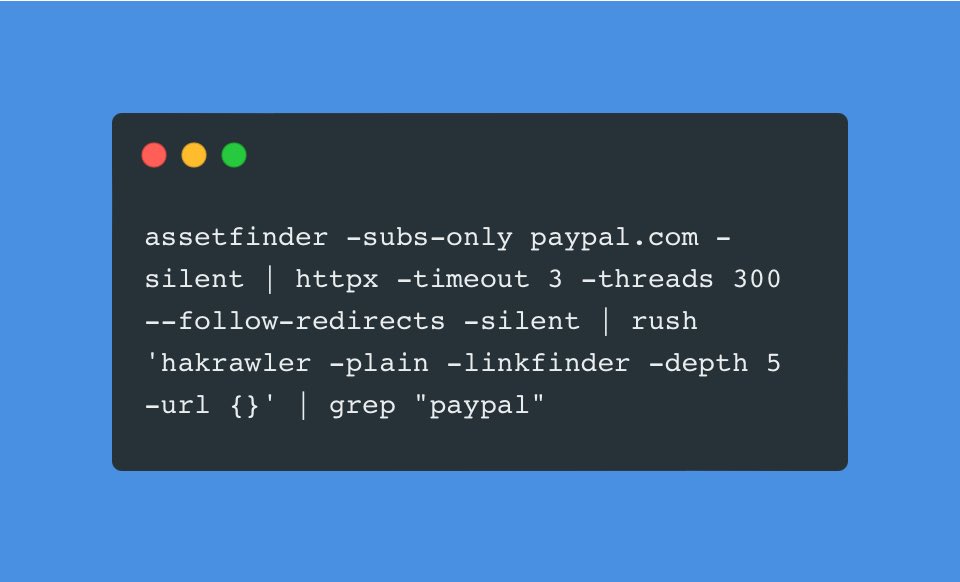 assetfinder -subs-only paypal.com -
silent | httpx -timeout 3 -threads 300
--follow-redirects -silent | rush
'hakrawler -plain -linkfinder -depth 5
-url {}' | grep "paypal"